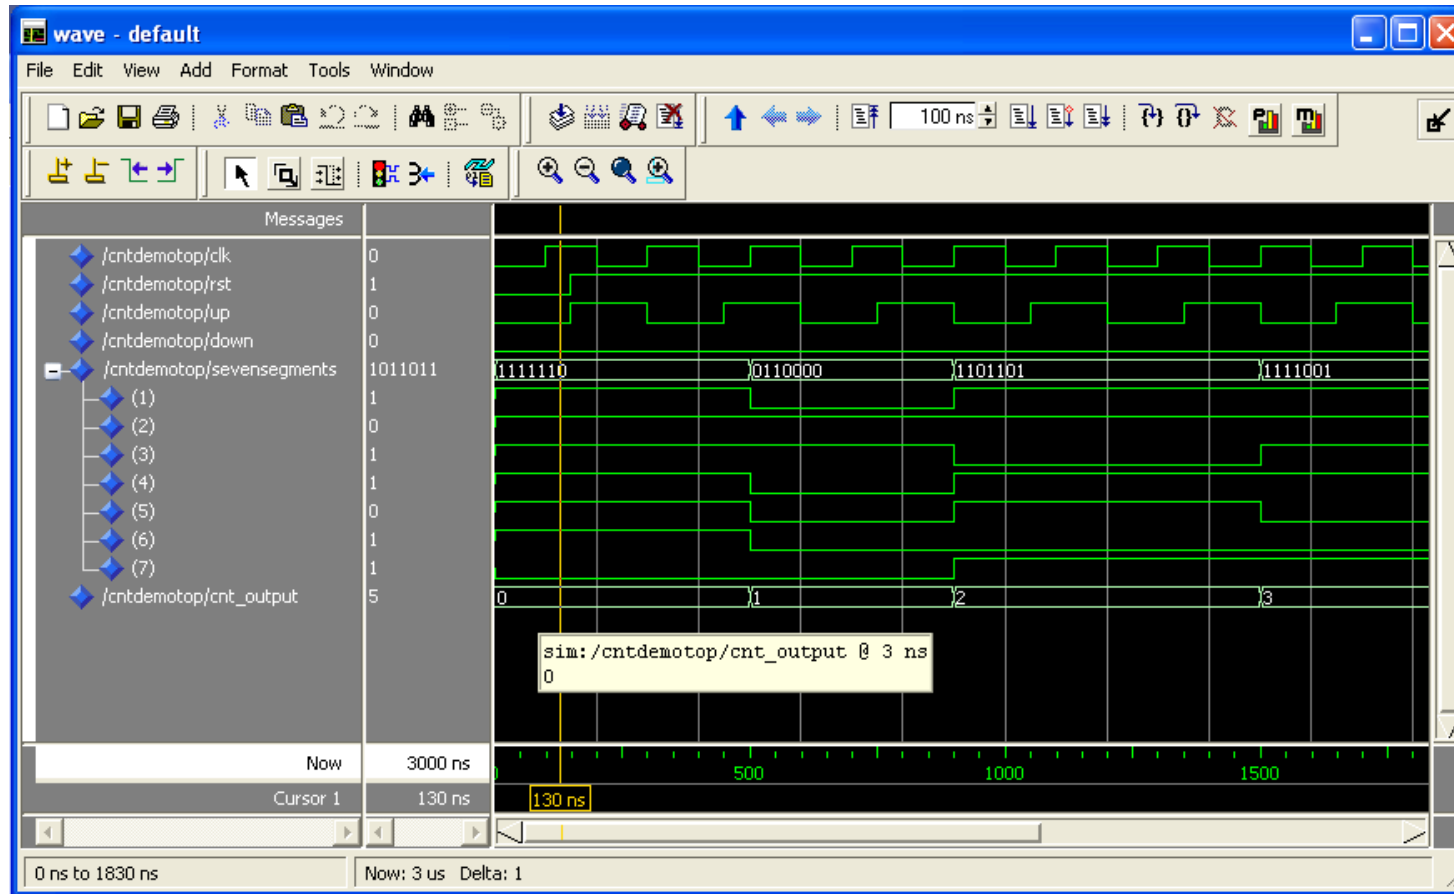 wave - default
File Edit View Add Format Tools Window
100 ns
Messages
/cntdemotop/clk 0
/cntdemotop/rst 1
/cntdemotop/up 0
/cntdemotop/down 0
/cntdemotop/sevensegments 1011011 1111110 0110000 1101101 1111001
(1) 1
(2) 0
(3) 1
(4) 1
(5) 0
(6) 1
(7) 1
/cntdemotop/cnt_output 5 0 1 2 3
sim:/cntdemotop/cnt_output @ 3 ns
0
Now 3000 ns 500 1000 1500
Cursor 1 130 ns 130 ns
0 ns to 1830 ns Now: 3 us Delta: 1